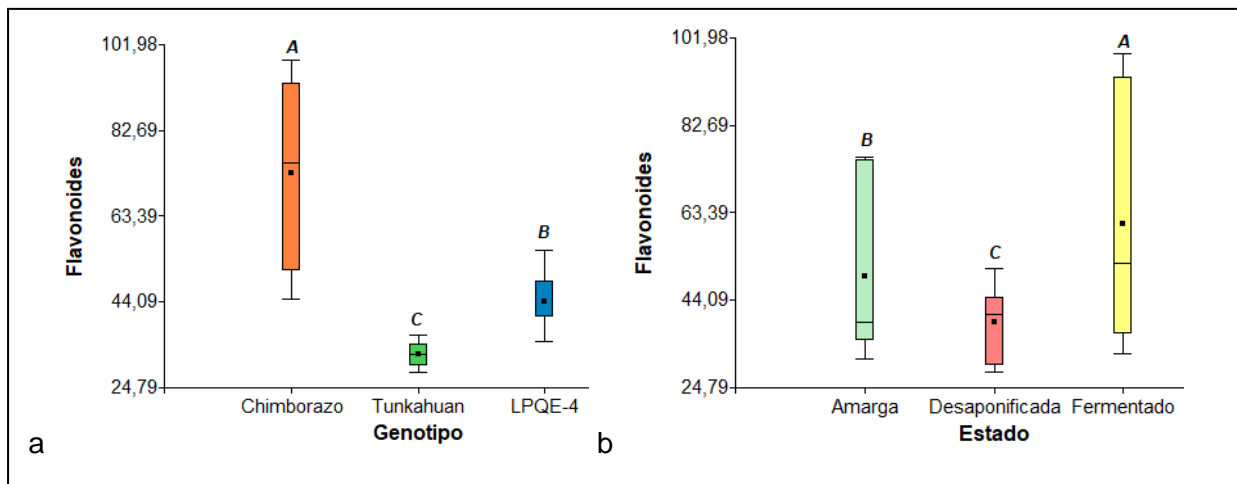 101,98
82,69
63,39
44,09
24,79
Flavonoides
A
C
B
Chimborazo
Tunkahuan
LPQE-4
Genotipo
a
101,98
82,69
63,39
44,09
24,79
Flavonoides
B
C
A
Amarga
Desaponificada
Fermentado
Estado
b